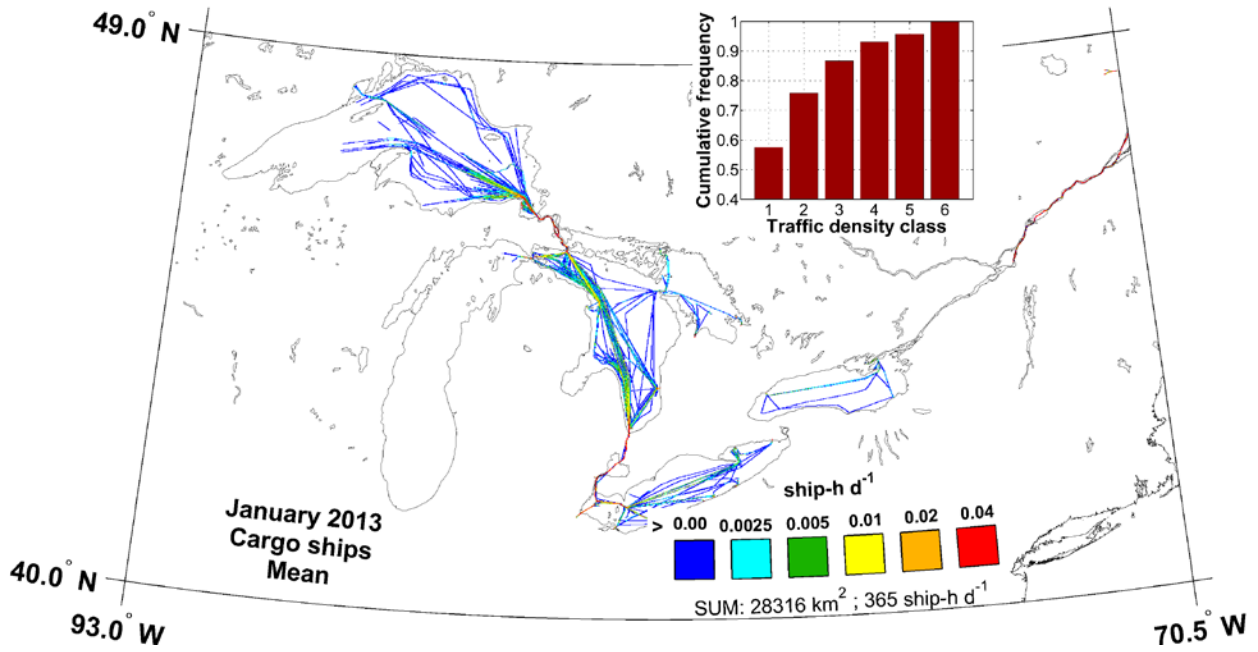 49.0° N
1
0.9
0.8
0.7
0.6
0.5
0.4
Cumulative frequency
1 2 3 4 5 6
Traffic density class
January 2013
Cargo ships
Mean
ship-h d⁻¹
> 0.00 0.0025 0.005 0.01 0.02 0.04
SUM: 28316 km² ; 365 ship-h d⁻¹
40.0° N
93.0° W
70.5° W